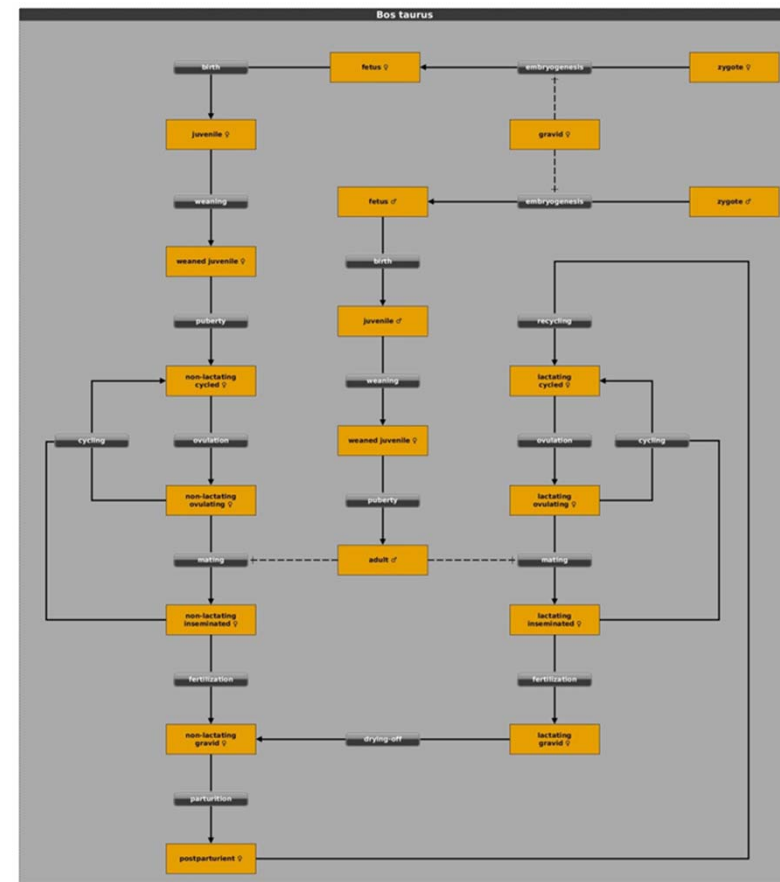 Bos taurus
birth
fetus ♀
embryogenesis
zygote ♀
juvenile ♀
gravid ♀
weaning
fetus ♂
embryogenesis
zygote ♂
weaned juvenile ♀
birth
puberty
juvenile ♂
recycling
non-lactating
cycled ♀
weaning
lactating
cycled ♀
cycling
ovulation
weaned juvenile ♀
ovulation
cycling
non-lactating
ovulating ♀
puberty
lactating
ovulating ♀
mating
adult ♂
mating
non-lactating
inseminated ♀
lactating
inseminated ♀
fertilization
fertilization
non-lactating
gravid ♀
drying-off
lactating
gravid ♀
parturition
postparturient ♀